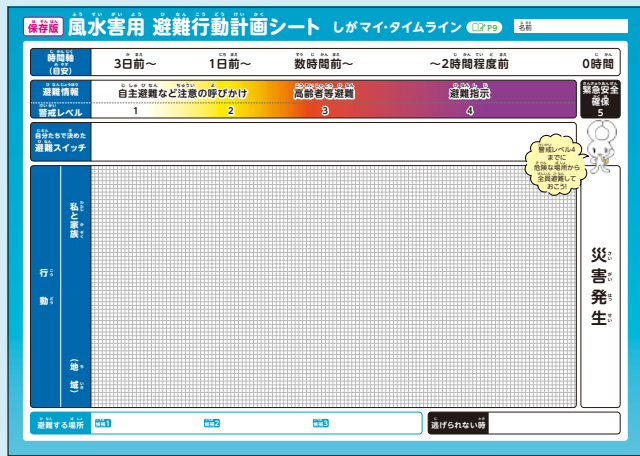 保存版 風水害用 避難行動計画シート しがマイ・タイムライン P9 名前
時間軸
(目安)
3日前～ 1日前～ 数時間前～ ～2時間程度前 0時間
避難情報 自主避難など注意の呼びかけ 高齢者等避難 避難指示 緊急安全
確保
警戒レベル 1 2 3 4 5
自分たちで決めた
避難スイッチ
警戒レベル4
までに
危険な場所から
全員避難して
おこう!
行動
私と家族
(地域)
災害発生
避難する場所 候補1 候補2 候補3 逃げられない時